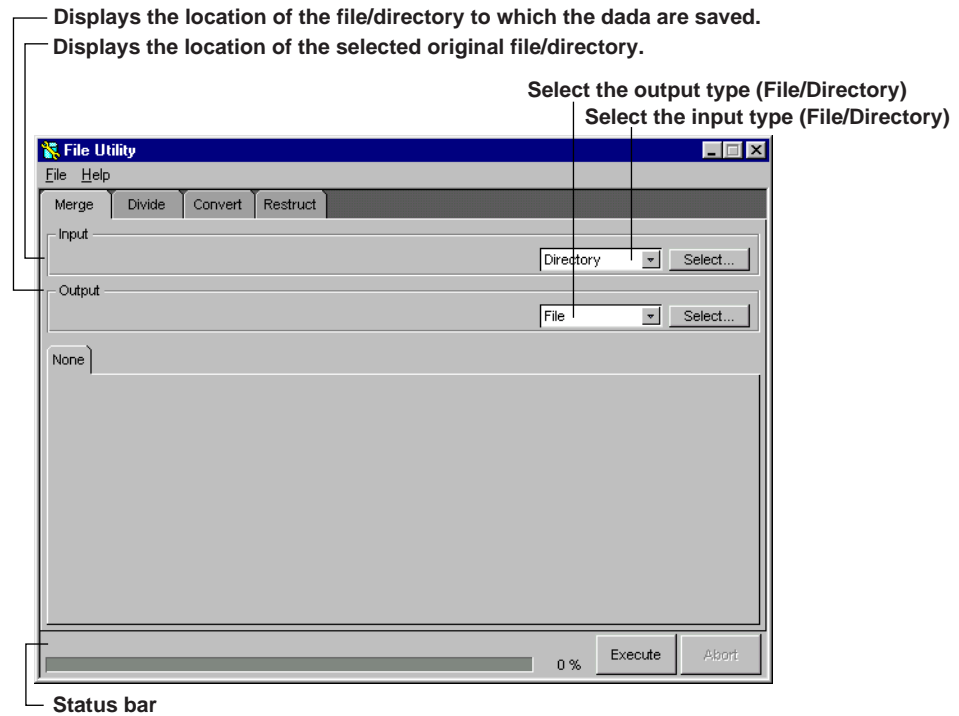 Displays the location of the file/directory to which the dada are saved.
Displays the location of the selected original file/directory.
Select the output type (File/Directory)
Select the input type (File/Directory)
File Utility
File Help
Merge Divide Convert Restruct
Input
Directory Select...
Output
File Select...
None
0 % Execute Abort
Status bar